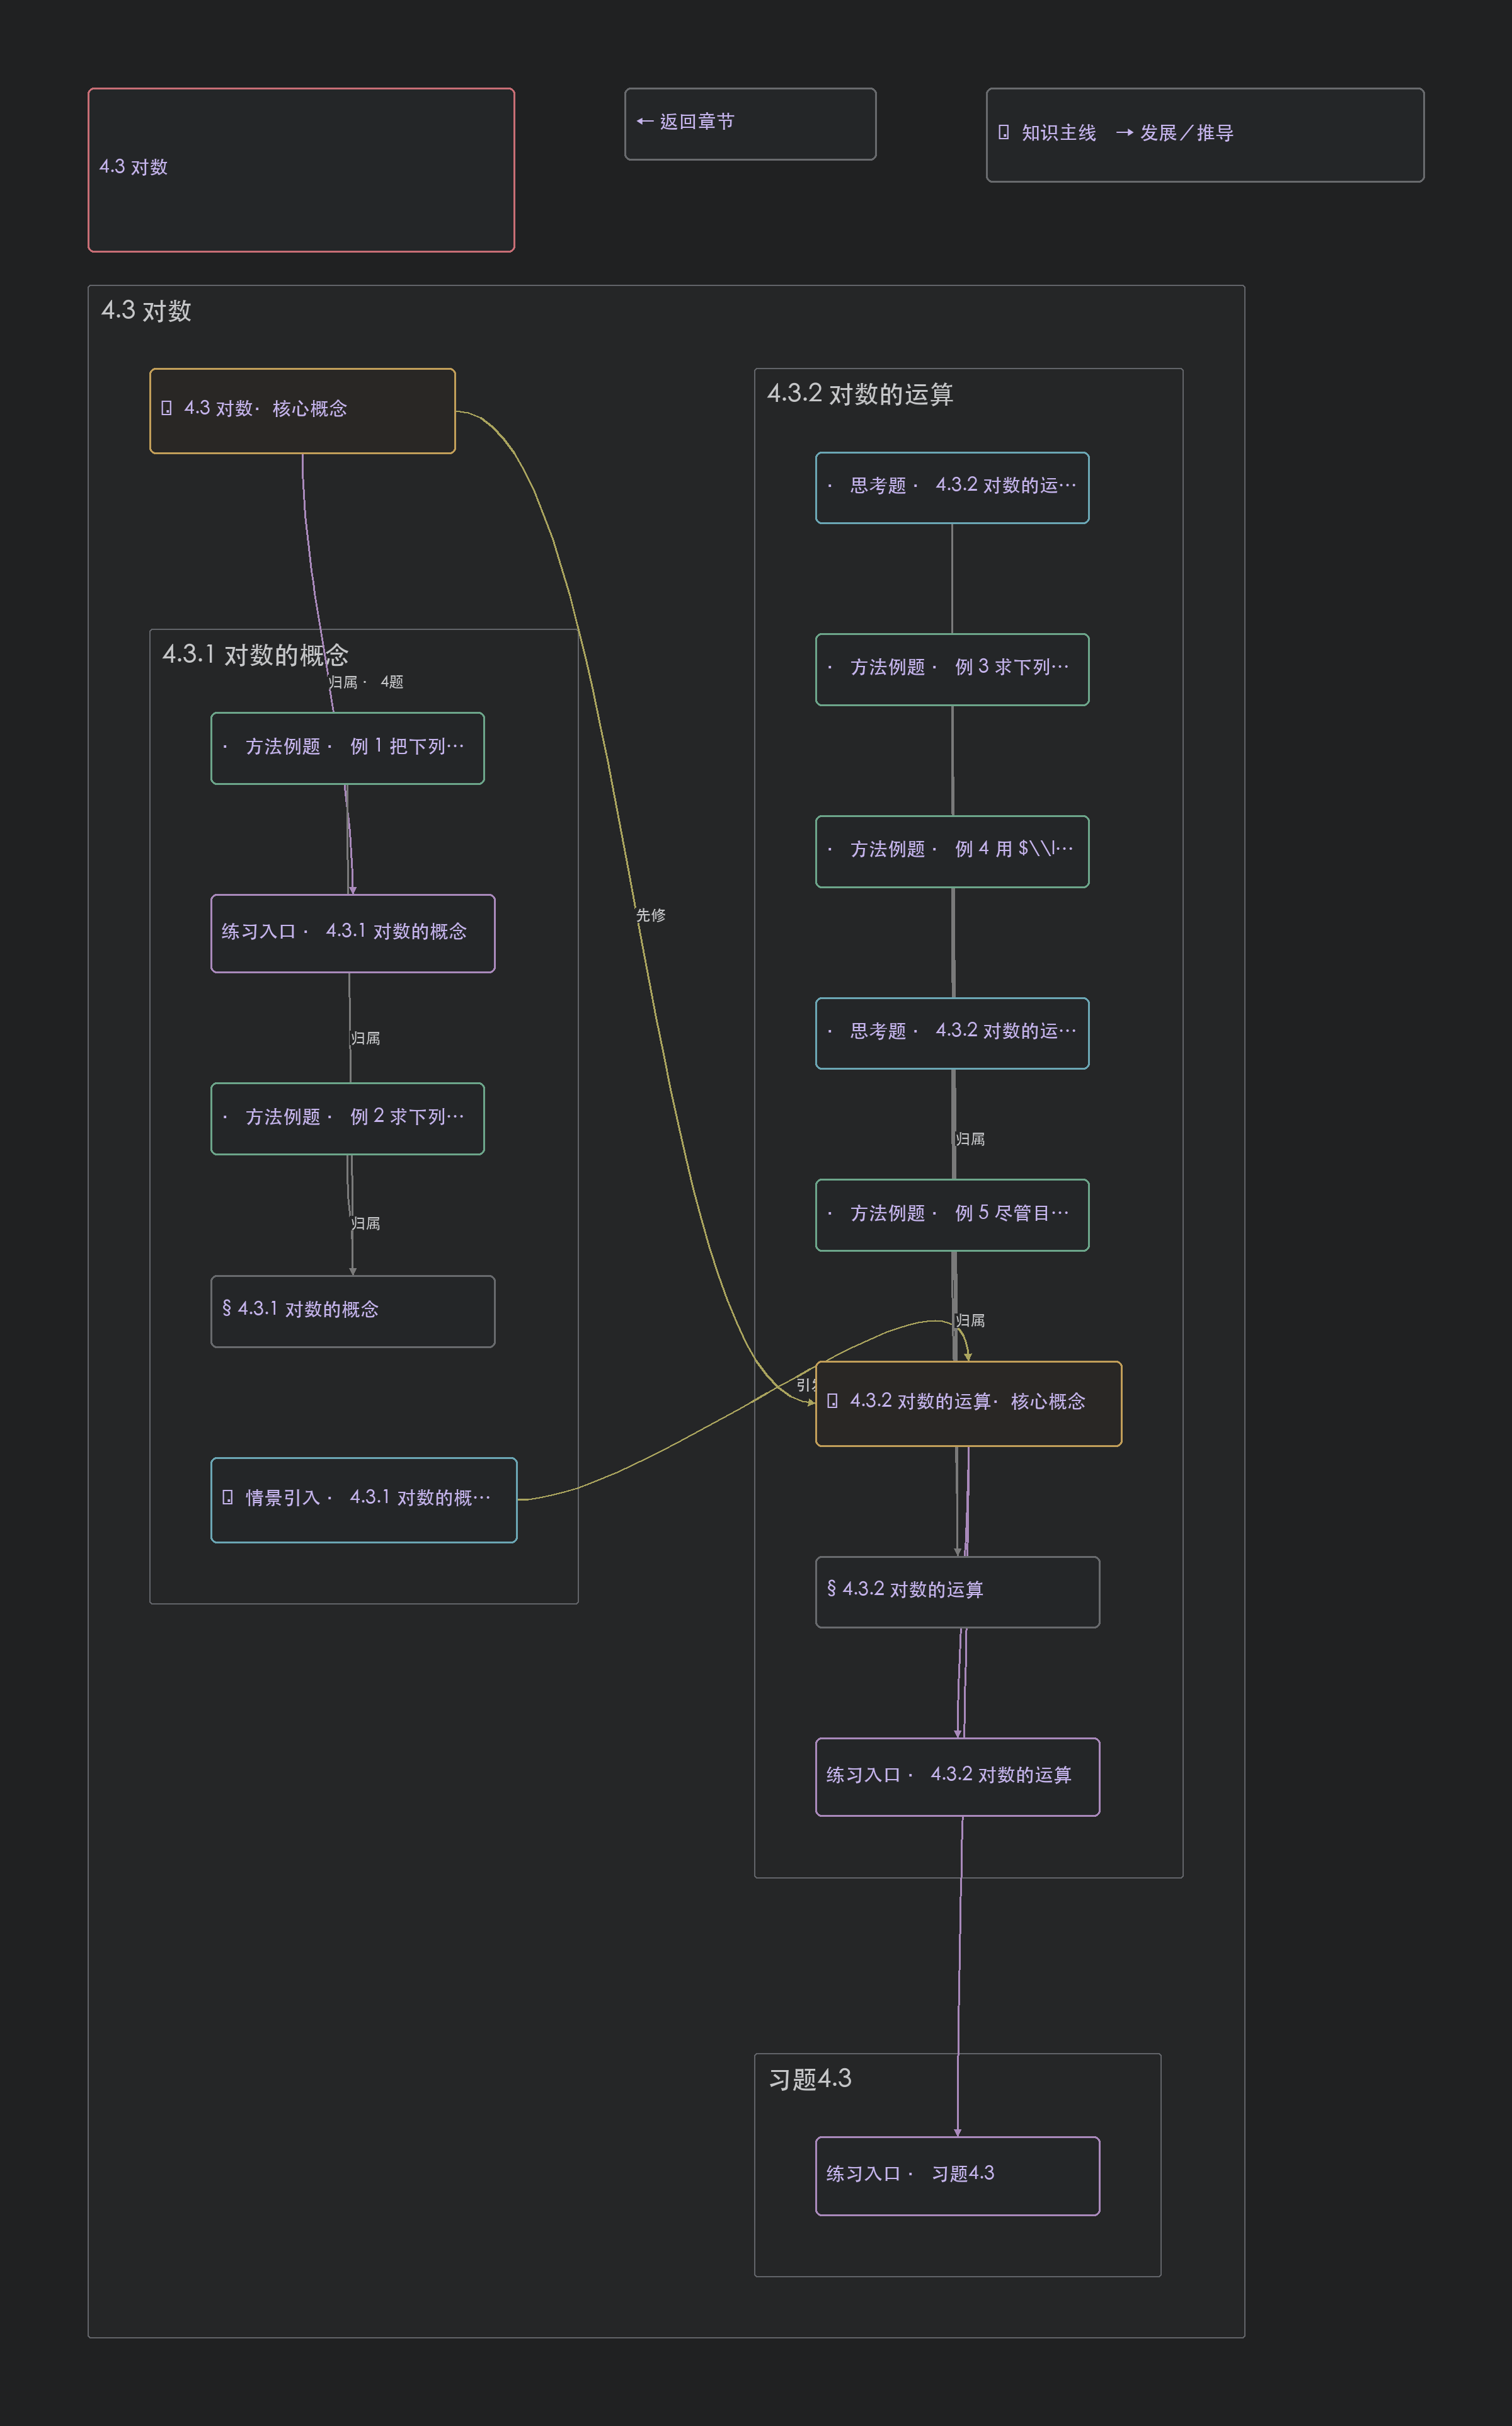 4.3 对数
← 返回章节
知识主线 → 发展／推导
4.3 对数
4.3 对数· 核心概念
4.3.1 对数的概念
归属 · 4题
· 方法例题 · 例 1 把下列…
练习入口 · 4.3.1 对数的概念
归属
· 方法例题 · 例 2 求下列…
归属
§ 4.3.1 对数的概念
情景引入 · 4.3.1 对数的概…
先修
4.3.2 对数的运算
· 思考题 · 4.3.2 对数的运…
· 方法例题 · 例 3 求下列…
· 方法例题 · 例 4 用 $\\l…
· 思考题 · 4.3.2 对数的运…
归属
· 方法例题 · 例 5 尽管目…
归属
引
4.3.2 对数的运算· 核心概念
§ 4.3.2 对数的运算
练习入口 · 4.3.2 对数的运算
习题4.3
练习入口 · 习题4.3